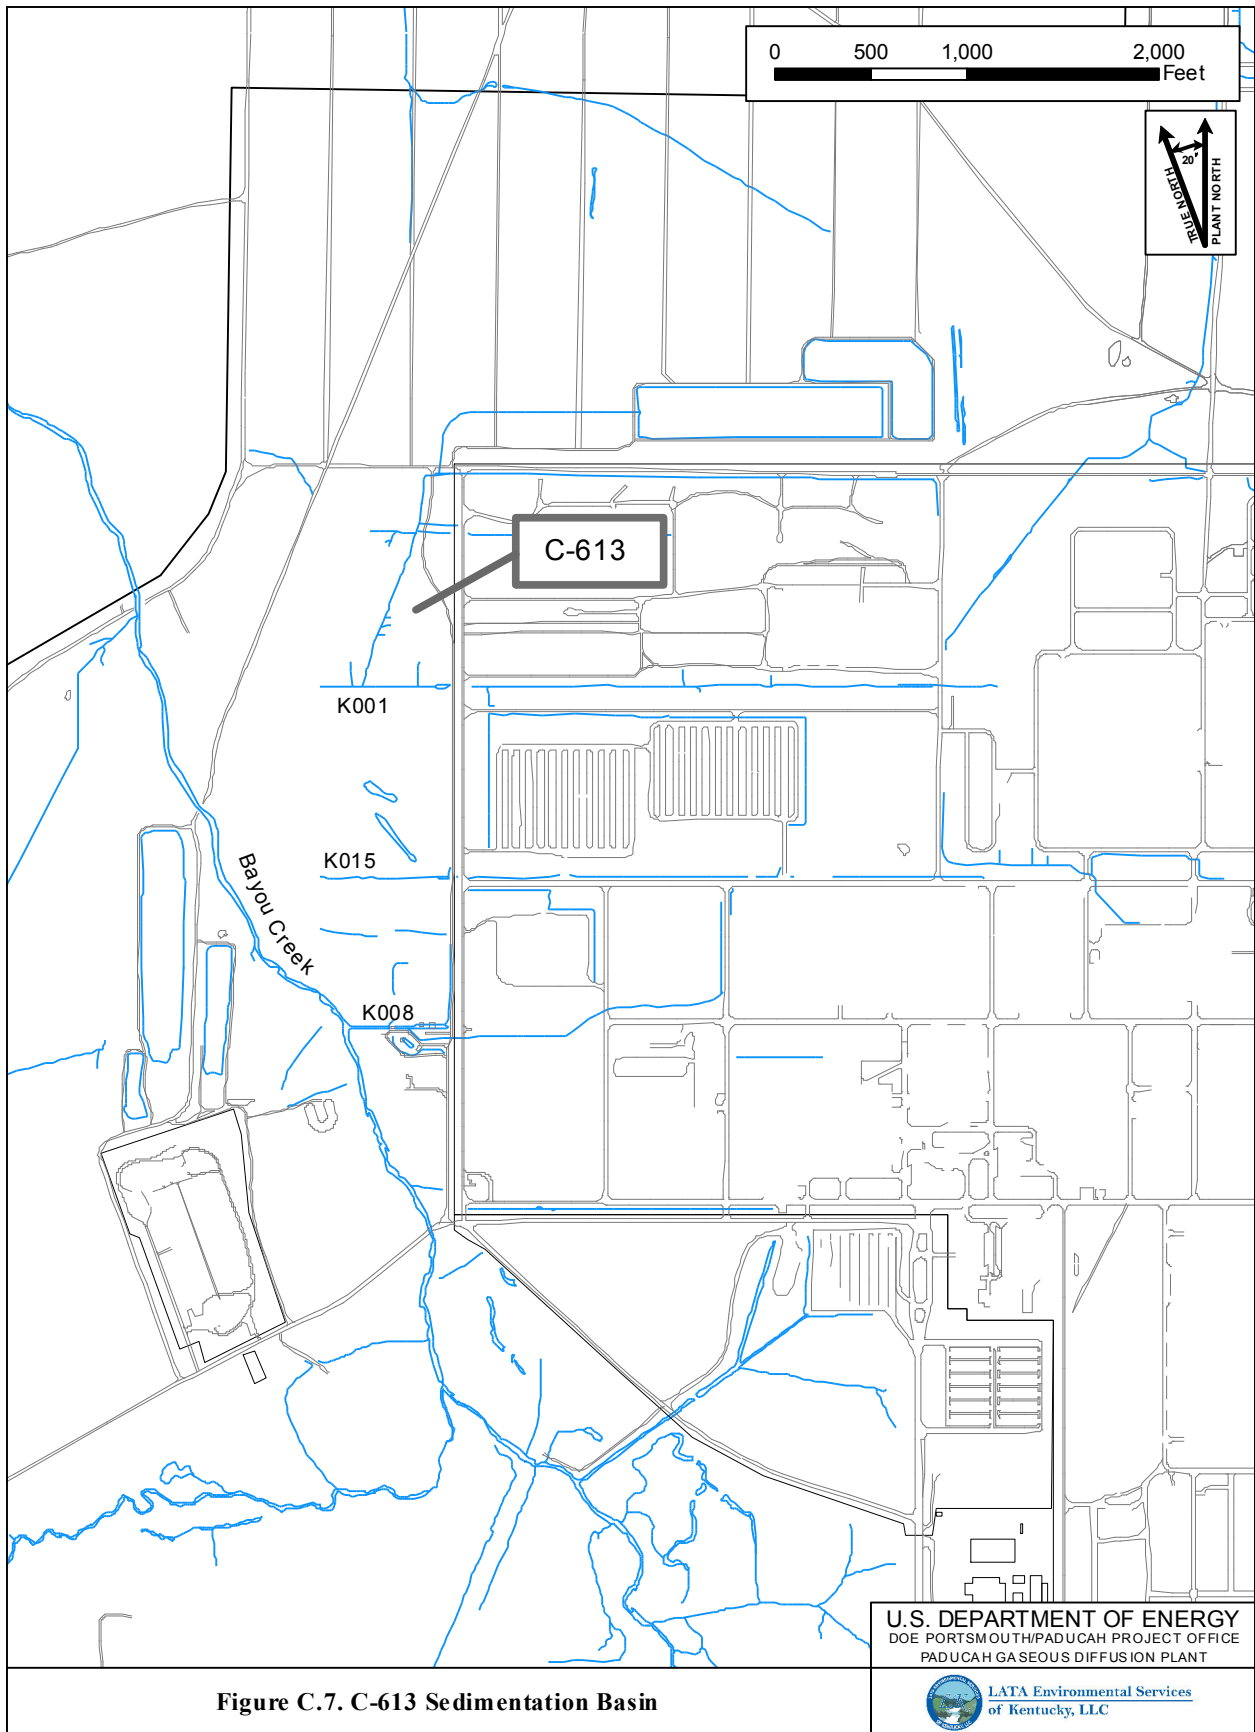 0 500 1,000 2,000
Feet
20°
TRUE NORTH
PLANT NORTH
C-613
K001
K015
Bayou Creek
K008
U.S. DEPARTMENT OF ENERGY
DOE PORTSMOUTH/PADUCAH PROJECT OFFICE
PADUCAH GASEOUS DIFFUSION PLANT
Figure C.7. C-613 Sedimentation Basin
LATA Environmental Services
of Kentucky, LLC